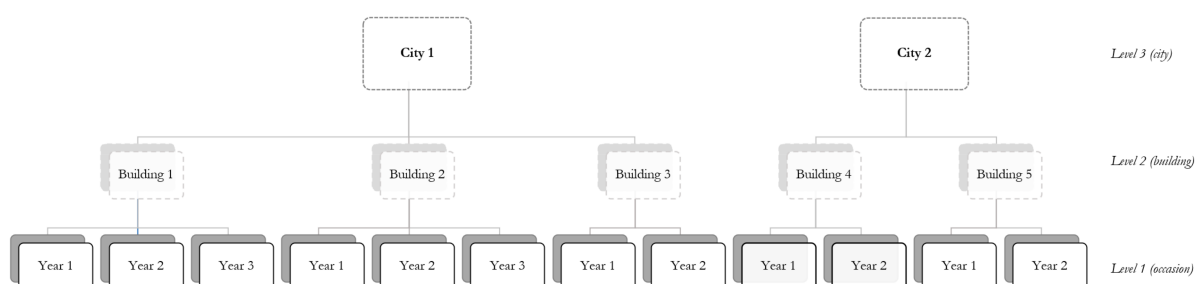 City 1
City 2
Level 3 (city)
Building 1
Building 2
Building 3
Building 4
Building 5
Level 2 (building)
Year 1
Year 2
Year 3
Year 1
Year 2
Year 3
Year 1
Year 2
Year 1
Year 2
Year 1
Year 2
Level 1 (occasion)